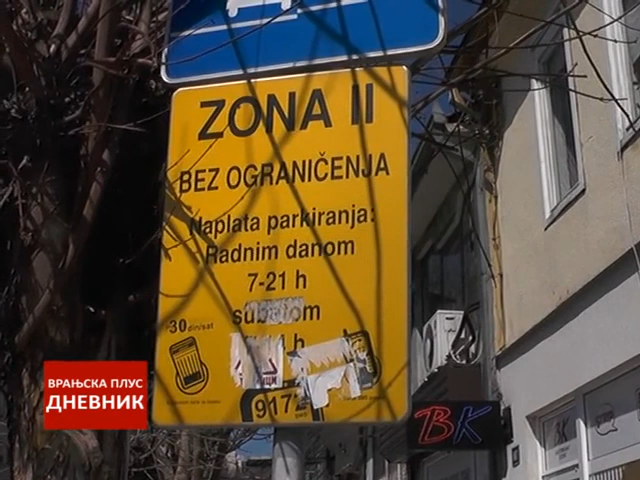 ZONA II
BEZ OGRANIČENJA
Naplata parkiranja:
Radnim danom
7-21 h
subotom
h
30 din/sat
917
BK
BK
ВРАЊСКА ПЛУС
ДНЕВНИК